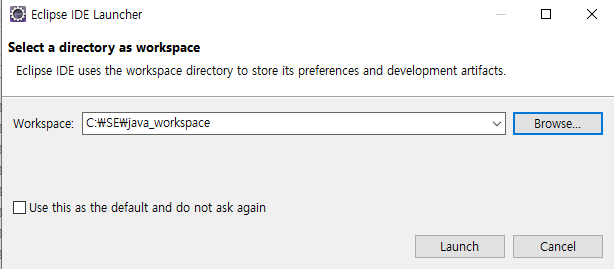 Eclipse IDE Launcher
Select a directory as workspace
Eclipse IDE uses the workspace directory to store its preferences and development artifacts.
Workspace: C:₩SE₩java_workspace Browse...
Use this as the default and do not ask again
Launch Cancel